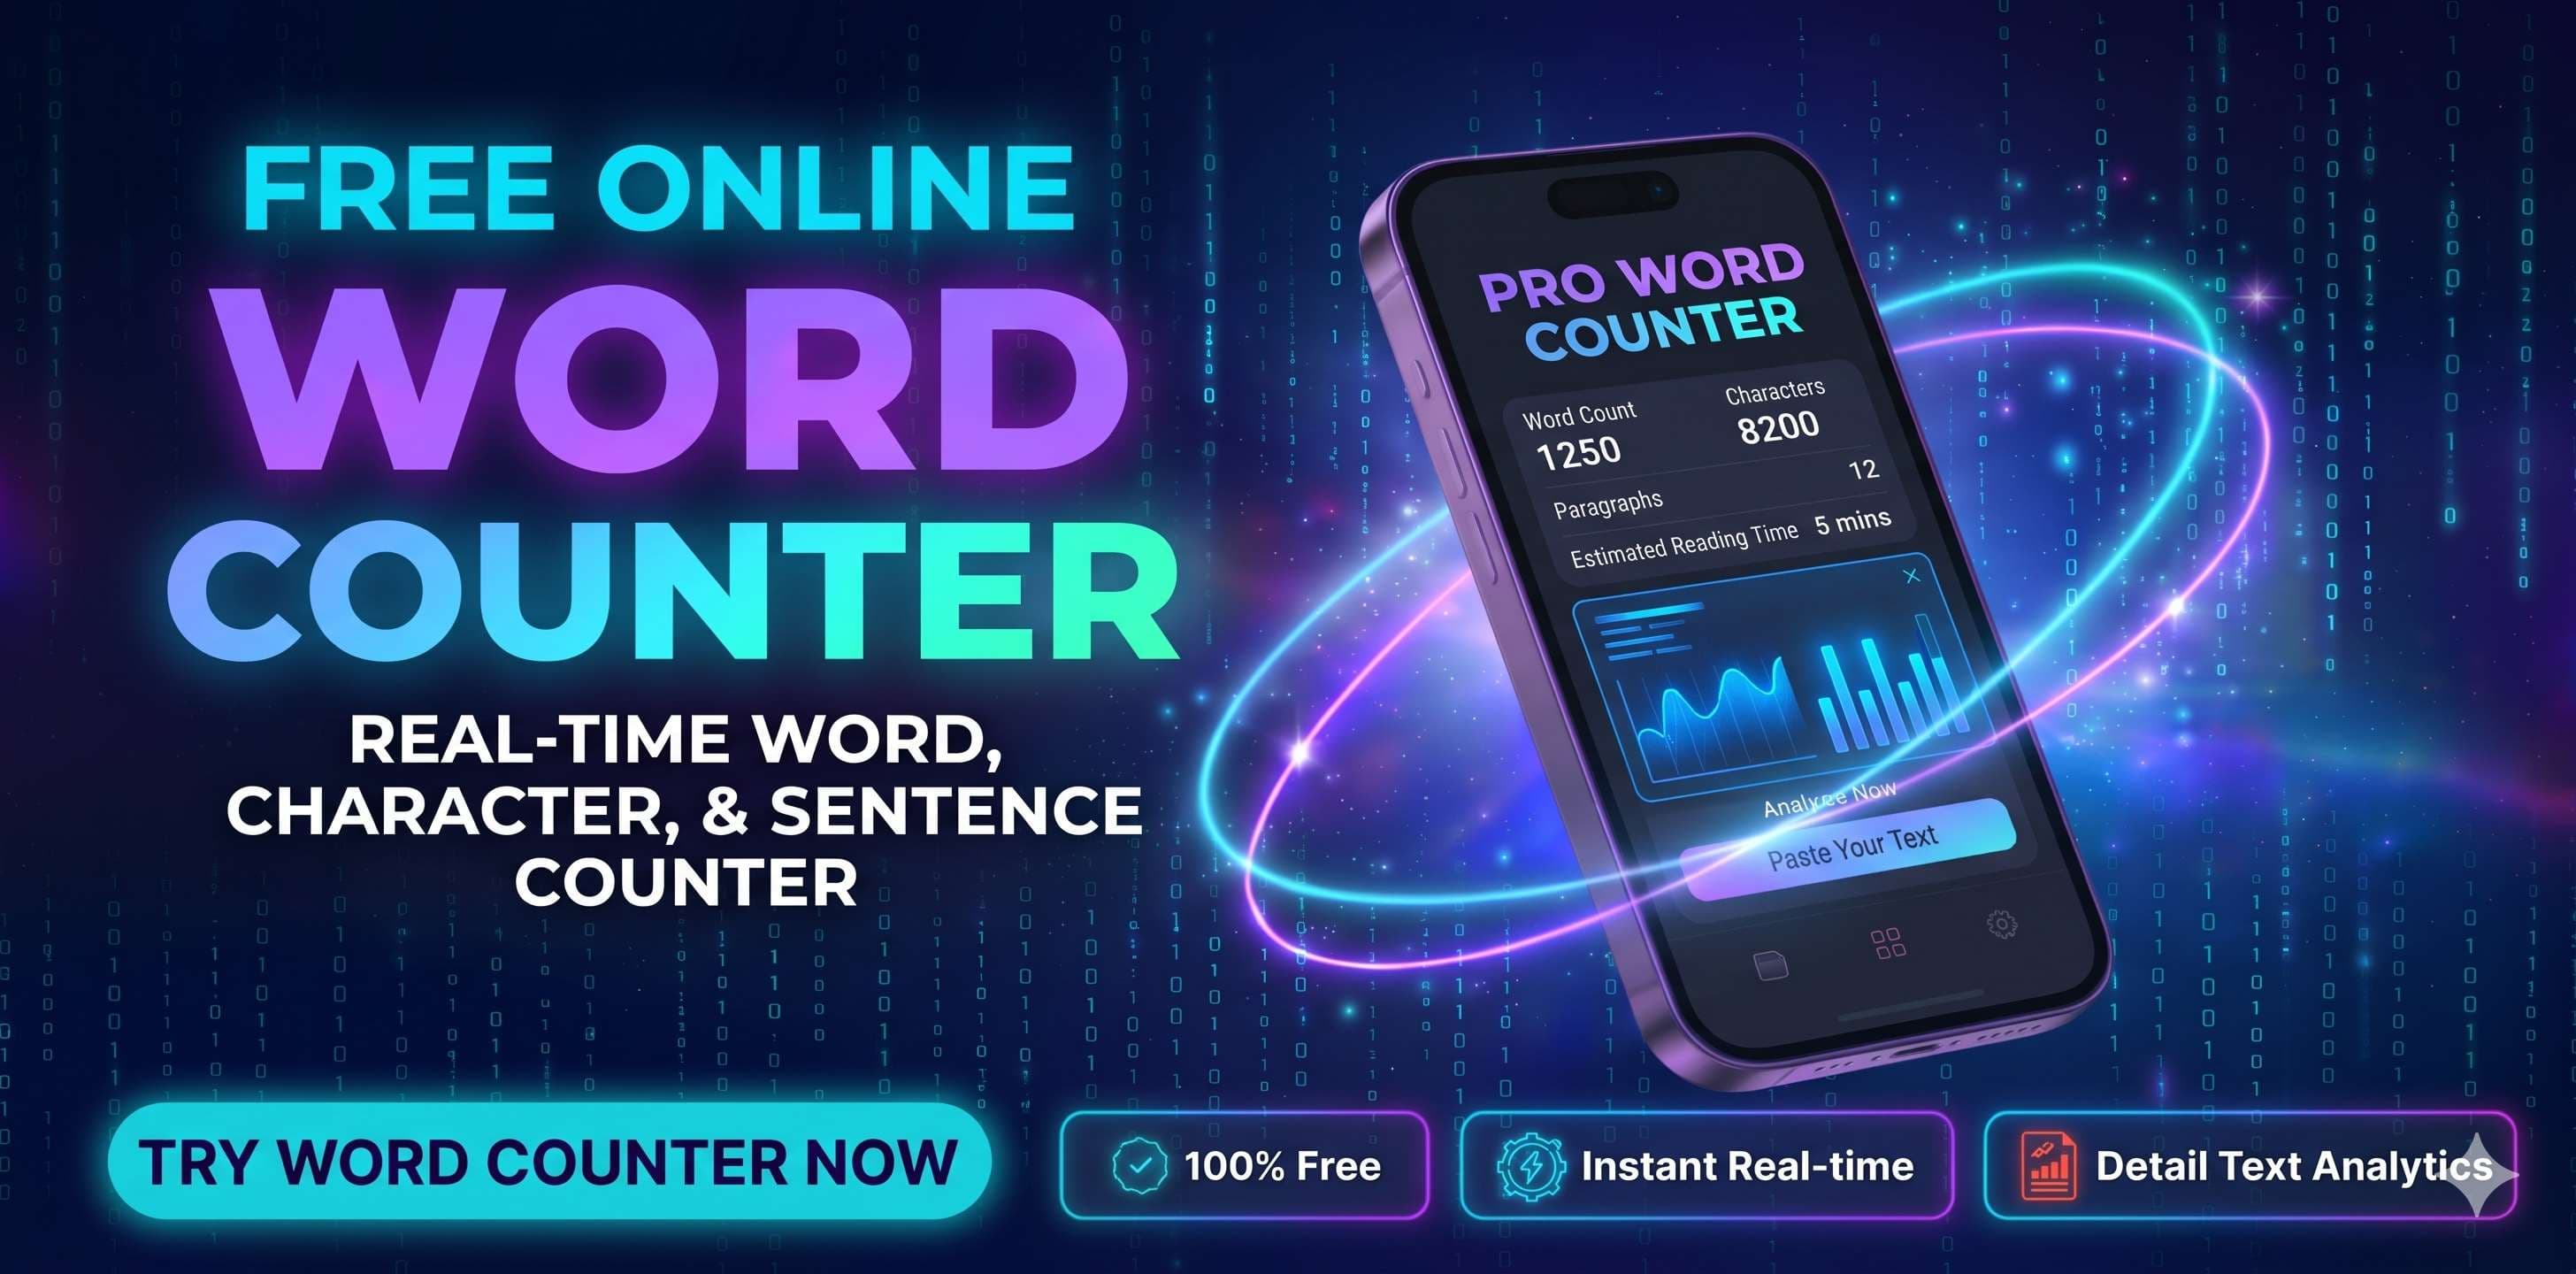 FREE ONLINE
WORD
COUNTER
REAL-TIME WORD,
CHARACTER, & SENTENCE
COUNTER
TRY WORD COUNTER NOW
PRO WORD
COUNTER
Word Count
1250
Characters
8200
Paragraphs 12
Estimated Reading Time 5 mins
Now
Paste Your Text
100% Free
Instant Real-time
Detail Text Analytics